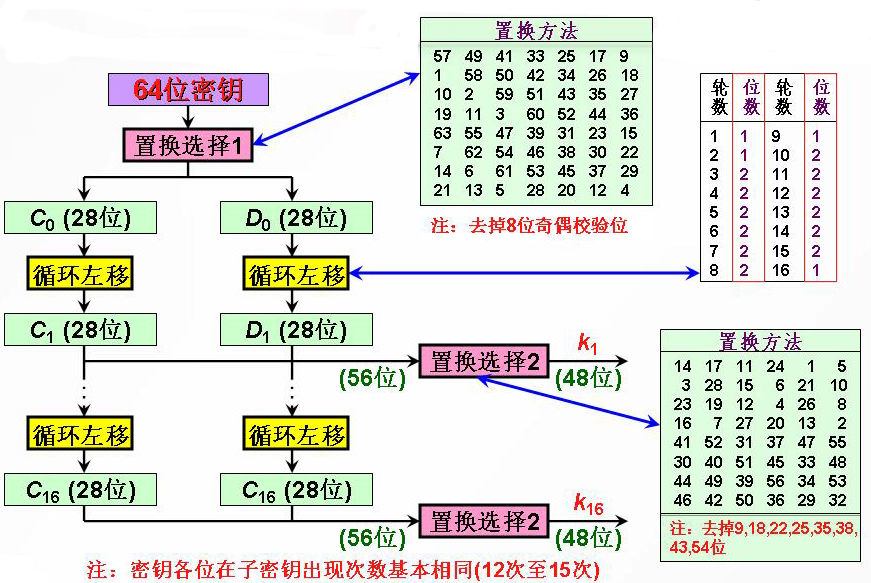 置换方法
57 49 41 33 25 17 9
1 58 50 42 34 26 18
10 2 59 51 43 35 27
19 11 3 60 52 44 36
63 55 47 39 31 23 15
7 62 54 46 38 30 22
14 6 61 53 45 37 29
21 13 5 28 20 12 4
注：去掉8位奇偶校验位
64位密钥
置换选择1
C0 (28位) D0 (28位)
循环左移 循环左移
C1 (28位) D1 (28位)
轮数 位数 轮数 位数
1 1 9 1
2 1 10 2
3 2 11 2
4 2 12 2
5 2 13 2
6 2 14 2
7 2 15 2
8 2 16 1
(56位) 置换选择2 k1
(48位)
置换方法
14 17 11 24 1 5
3 28 15 6 21 10
23 19 12 4 26 8
16 7 27 20 13 2
41 52 31 37 47 55
30 40 51 45 33 48
44 49 39 56 34 53
46 42 50 36 29 32
注：去掉9,18,22,25,35,38,
43,54位
循环左移 循环左移
C16 (28位) C16 (28位)
(56位) 置换选择2 k16
(48位)
注：密钥各位在子密钥出现次数基本相同(12次至15次)